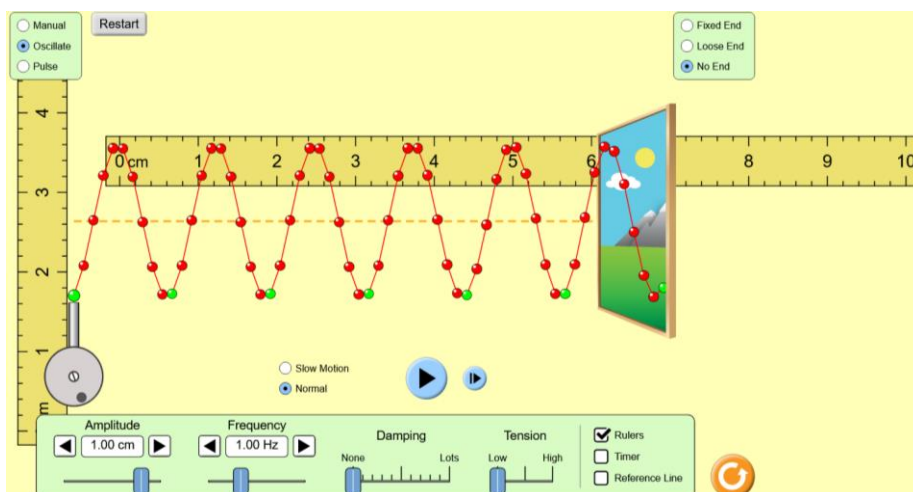 Manual
Oscillate
Pulse
Restart
Fixed End
Loose End
No End
4
3
2
1
0 cm
1
2
3
4
5
6
8
9
10
Slow Motion
Normal
Amplitude
1.00 cm
Frequency
1.00 Hz
Damping
None
Lots
Tension
Low
High
Rulers
Timer
Reference Line